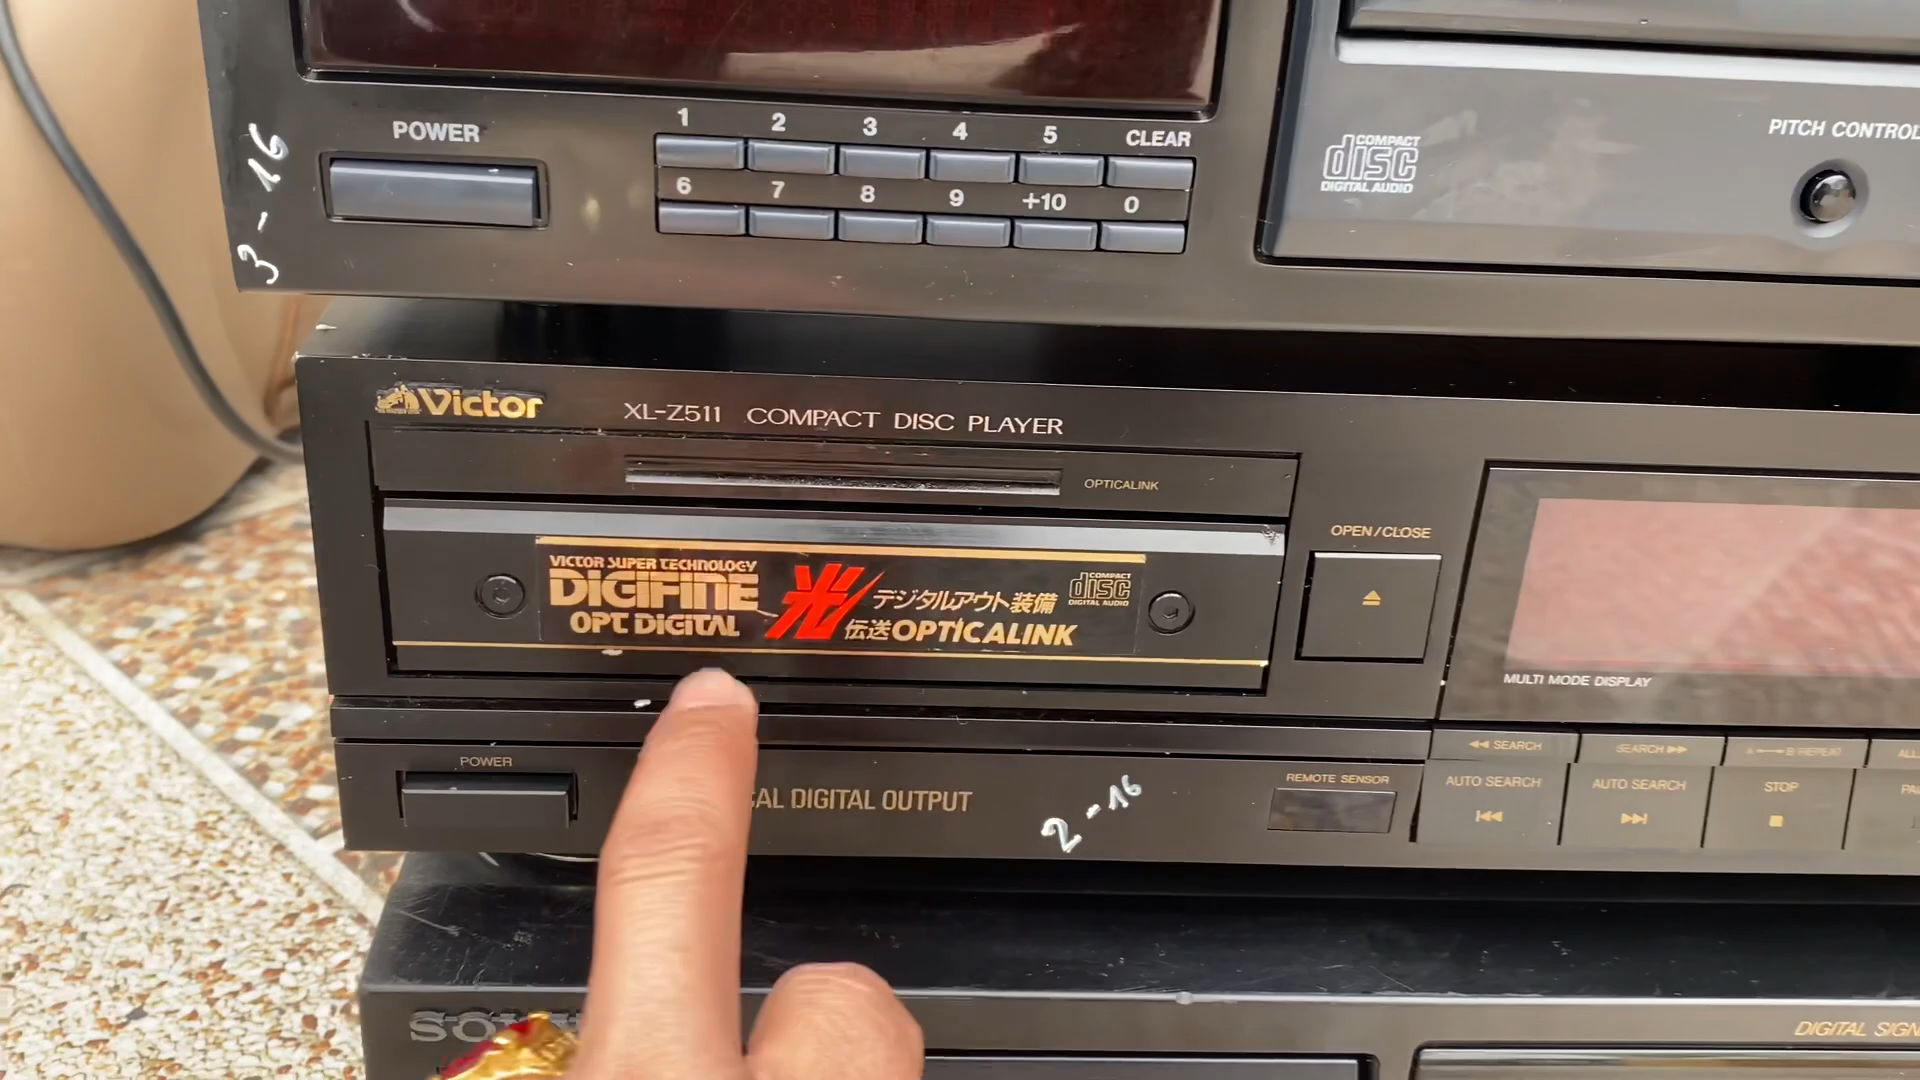 POWER
1 2 3 4 5 CLEAR
6 7 8 9 +10 0
3-16
COMPACT
disc
DIGITAL AUDIO
PITCH CONTROL
Victor
XL-Z511 COMPACT DISC PLAYER
OPTICALINK
VICTOR SUPER TECHNOLOGY
DIGIFINE
OPT. DIGITAL
光
デジタルアウト装備
伝送OPTICALINK
COMPACT
disc
DIGITAL AUDIO
OPEN/CLOSE
MULTI MODE DISPLAY
POWER
DIGITAL OUTPUT
2-16
REMOTE SENSOR
◀◀ SEARCH
SEARCH ▶▶
A↔B REPEAT
AUTO SEARCH
AUTO SEARCH
STOP
DIGITAL